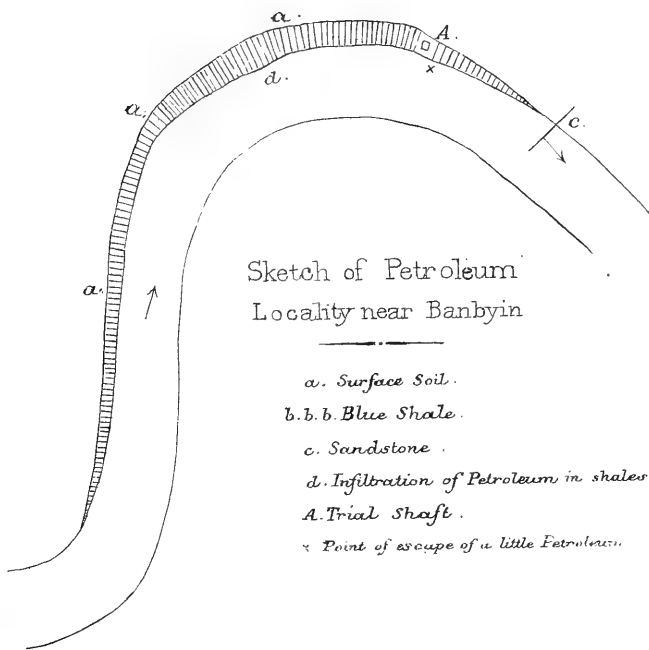 a.
A.
x
d.
a.
c.
a.
Sketch of Petroleum
Locality near Banbyin
a. Surface Soil.
b.b.b. Blue Shale.
c. Sandstone.
d. Infiltration of Petroleum in shales
A. Trial Shaft.
x Point of escape of a little Petroleum.